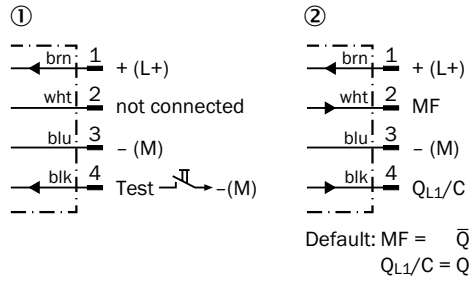 ①
brn 1 + (L+)
wht 2 not connected
blu 3 – (M)
blk 4 Test –(M)
②
brn 1 + (L+)
wht 2 MF
blu 3 – (M)
blk 4 QL1/C
Default: MF = Q̅
QL1/C = Q